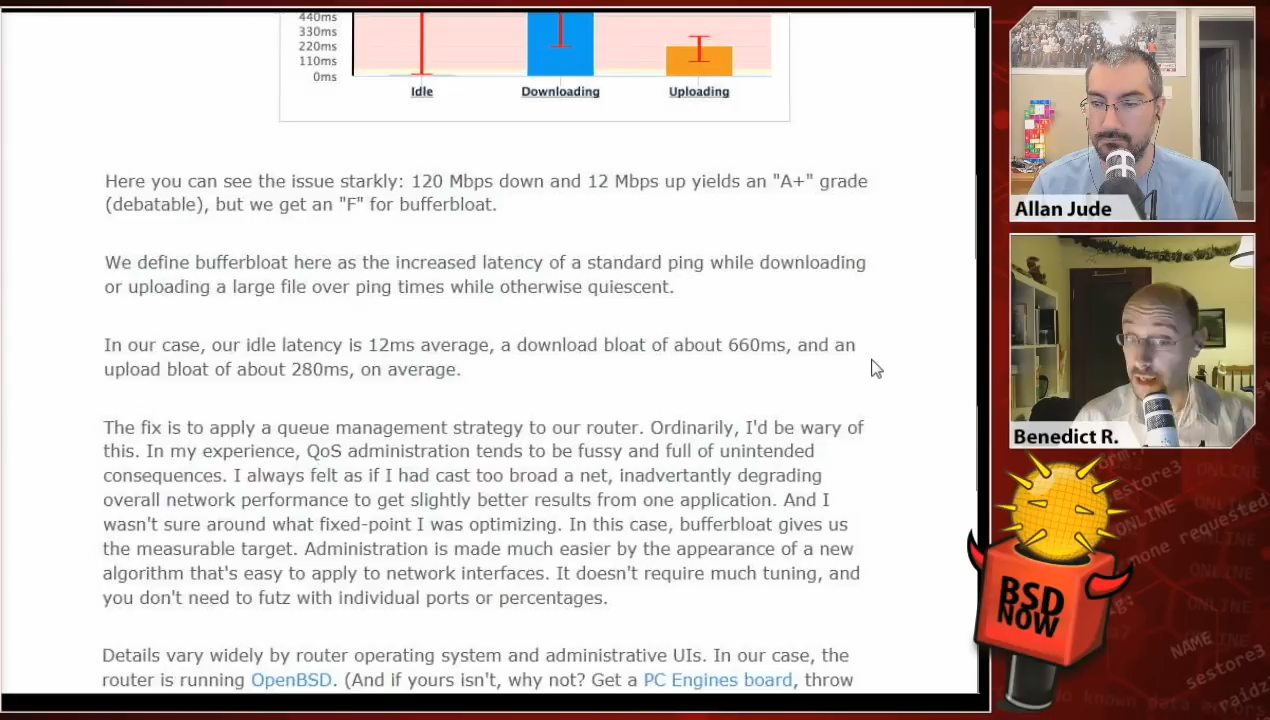 440ms
330ms
220ms
110ms
0ms
Idle
Downloading
Uploading
Here you can see the issue starkly: 120 Mbps down and 12 Mbps up yields an "A+" grade
(debatable), but we get an "F" for bufferbloat.
We define bufferbloat here as the increased latency of a standard ping while downloading
or uploading a large file over ping times while otherwise quiescent.
In our case, our idle latency is 12ms average, a download bloat of about 660ms, and an
upload bloat of about 280ms, on average.
The fix is to apply a queue management strategy to our router. Ordinarily, I'd be wary of
this. In my experience, QoS administration tends to be fussy and full of unintended
consequences. I always felt as if I had cast too broad a net, inadvertantly degrading
overall network performance to get slightly better results from one application. And I
wasn't sure around what fixed-point I was optimizing. In this case, bufferbloat gives us
the measurable target. Administration is made much easier by the appearance of a new
algorithm that's easy to apply to network interfaces. It doesn't require much tuning, and
you don't need to futz with individual ports or percentages.
Details vary widely by router operating system and administrative UIs. In our case, the
router is running OpenBSD. (And if yours isn't, why not? Get a PC Engines board, throw
Allan Jude
Benedict R.
BSD
NOW
ONLINE
estore3
none requested
ONLINE
ONLINE
NAME
sestore3
raidz